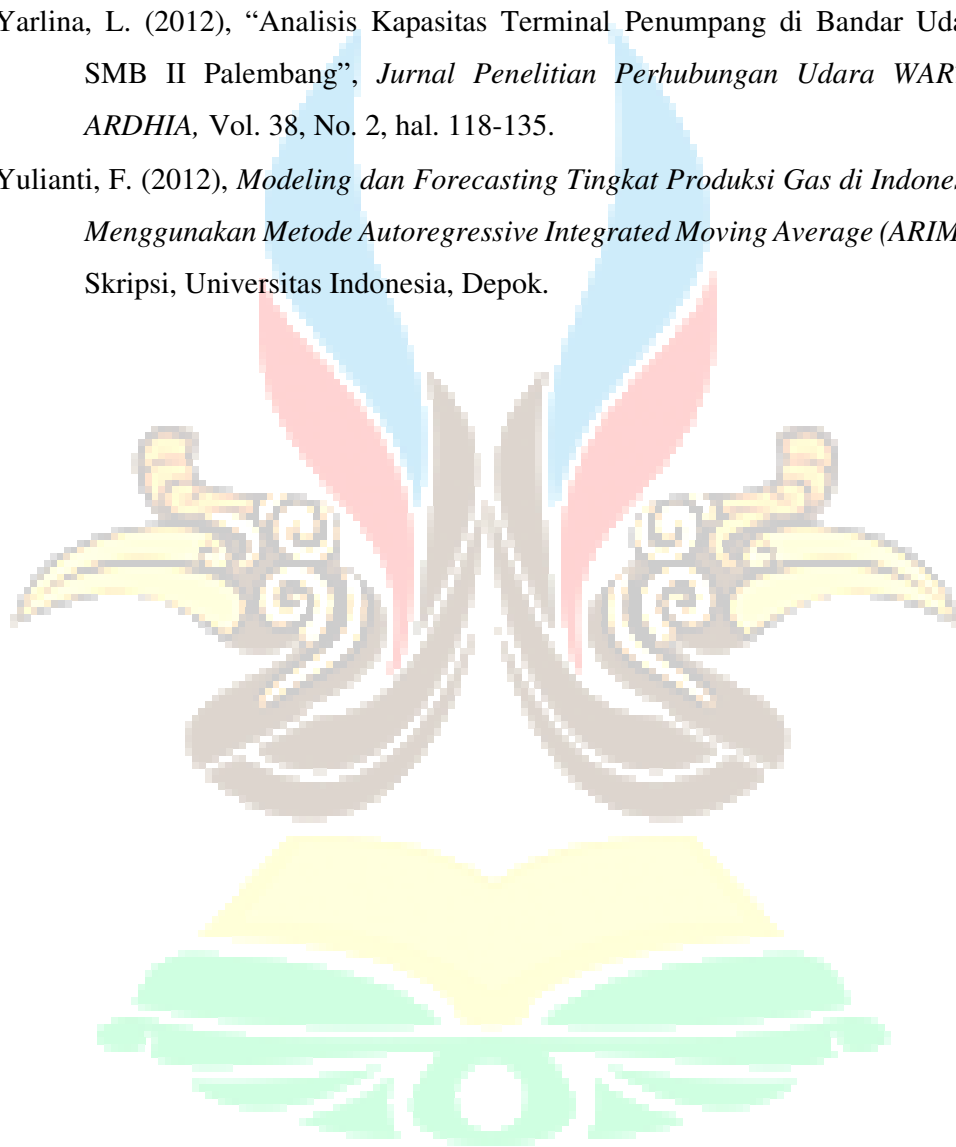 Yarlina, L. (2012), “Analisis Kapasitas Terminal Penumpang di Bandar Uda
SMB II Palembang”, Jurnal Penelitian Perhubungan Udara WAR
ARDHIA, Vol. 38, No. 2, hal. 118-135.
Yulianti, F. (2012), Modeling dan Forecasting Tingkat Produksi Gas di Indones
Menggunakan Metode Autoregressive Integrated Moving Average (ARIM
Skripsi, Universitas Indonesia, Depok.